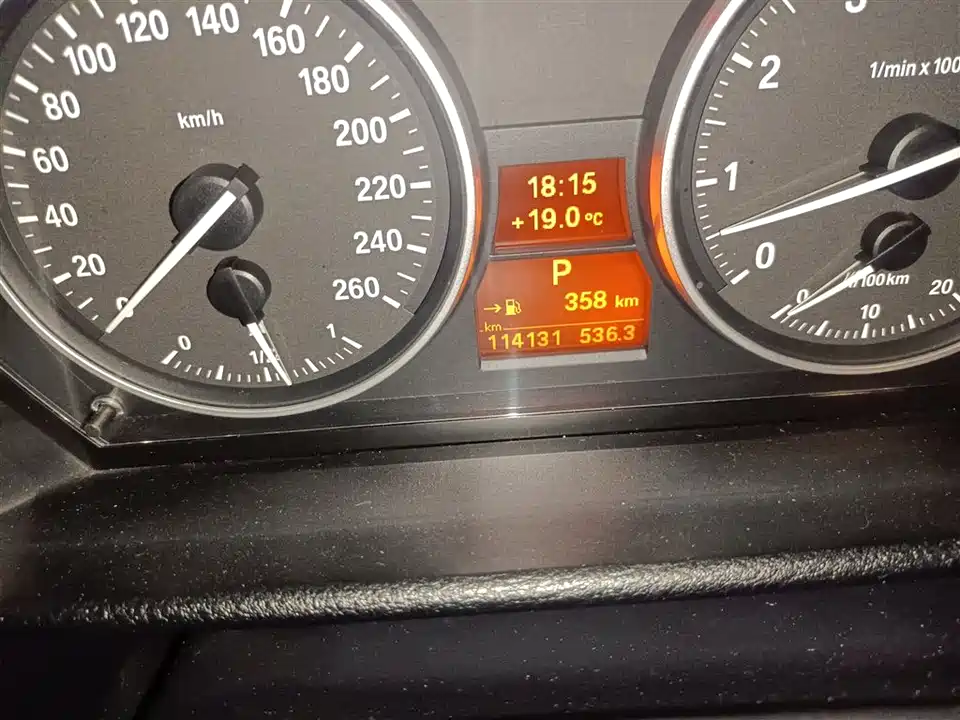 100 120 140 160
80 180
60 km/h 200
40 220
20 240
0 260
0 1/2 1
18:15
+19.0 °C
P
358 km
km
114131 536.3
1/min x 100
2
1
0
l/100km
0 10 20